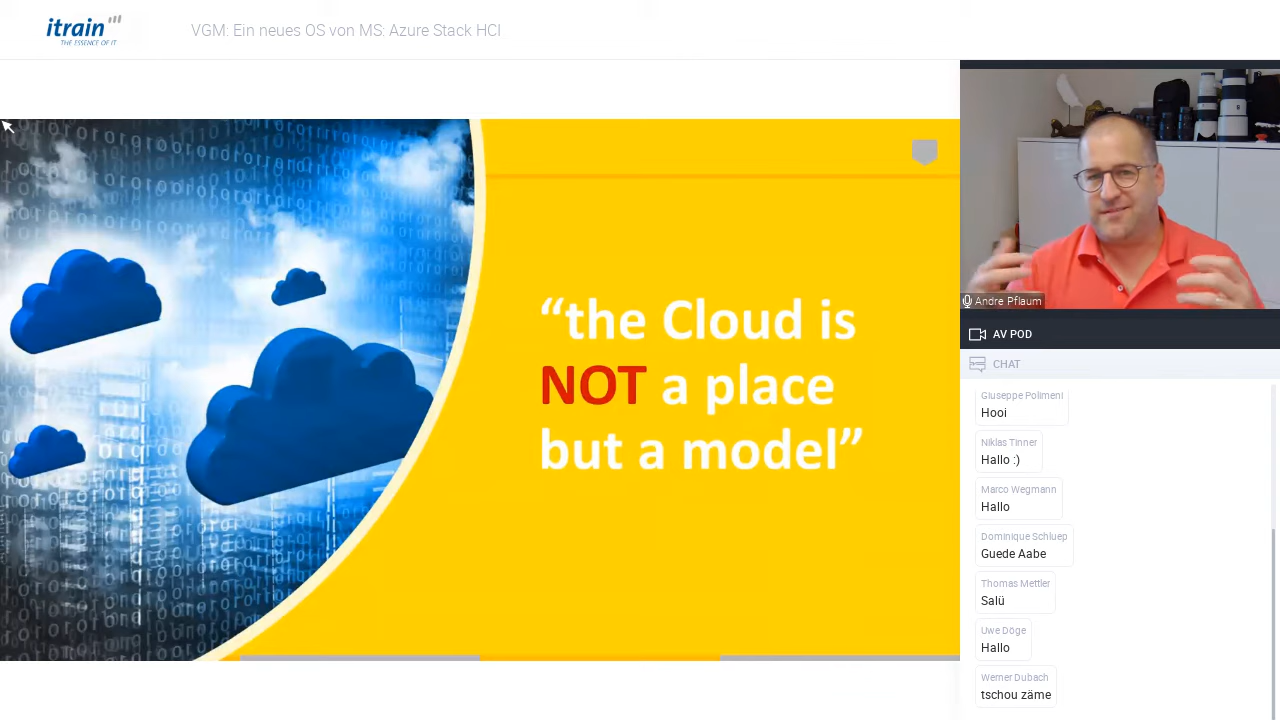 itrain
THE ESSENCE OF IT
VGM: Ein neues OS von MS: Azure Stack HCI
“the Cloud is
NOT a place
but a model”
Andre Pflaum
AV POD
CHAT
Giuseppe Polimeni
Hooi
Niklas Tinner
Hallo :)
Marco Wegmann
Hallo
Dominique Schluep
Guede Aabe
Thomas Mettler
Salü
Uwe Döge
Hallo
Werner Dubach
tschou zäme